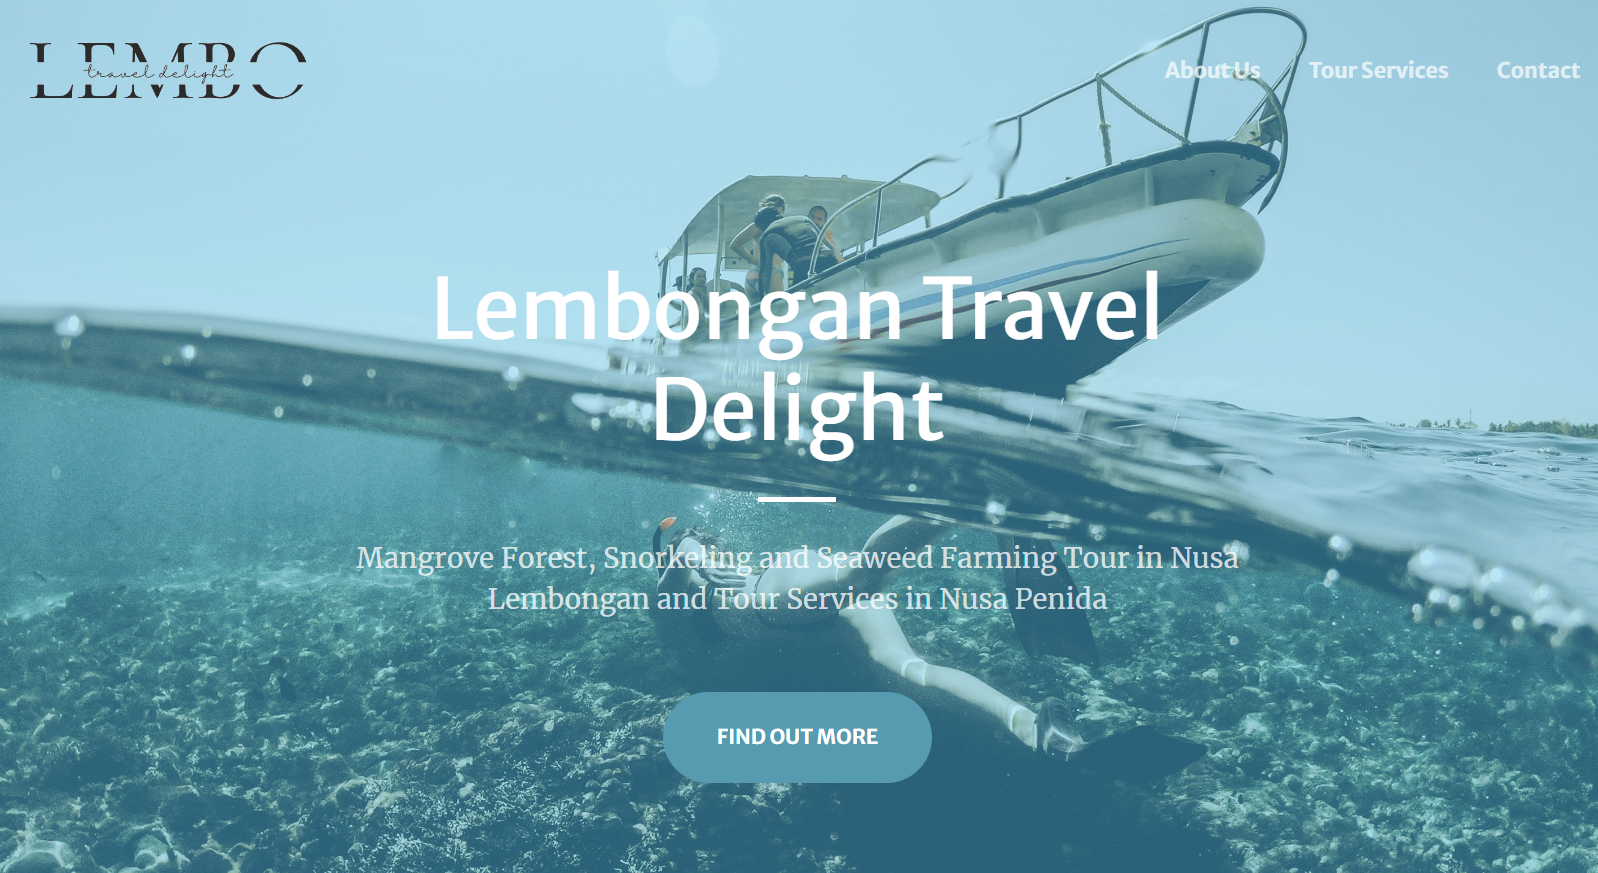 LEMBO
travel delight
About Us
Tour Services
Contact
Lembongan Travel
Delight
Mangrove Forest, Snorkeling and Seaweed Farming Tour in Nusa
Lembongan and Tour Services in Nusa Penida
FIND OUT MORE